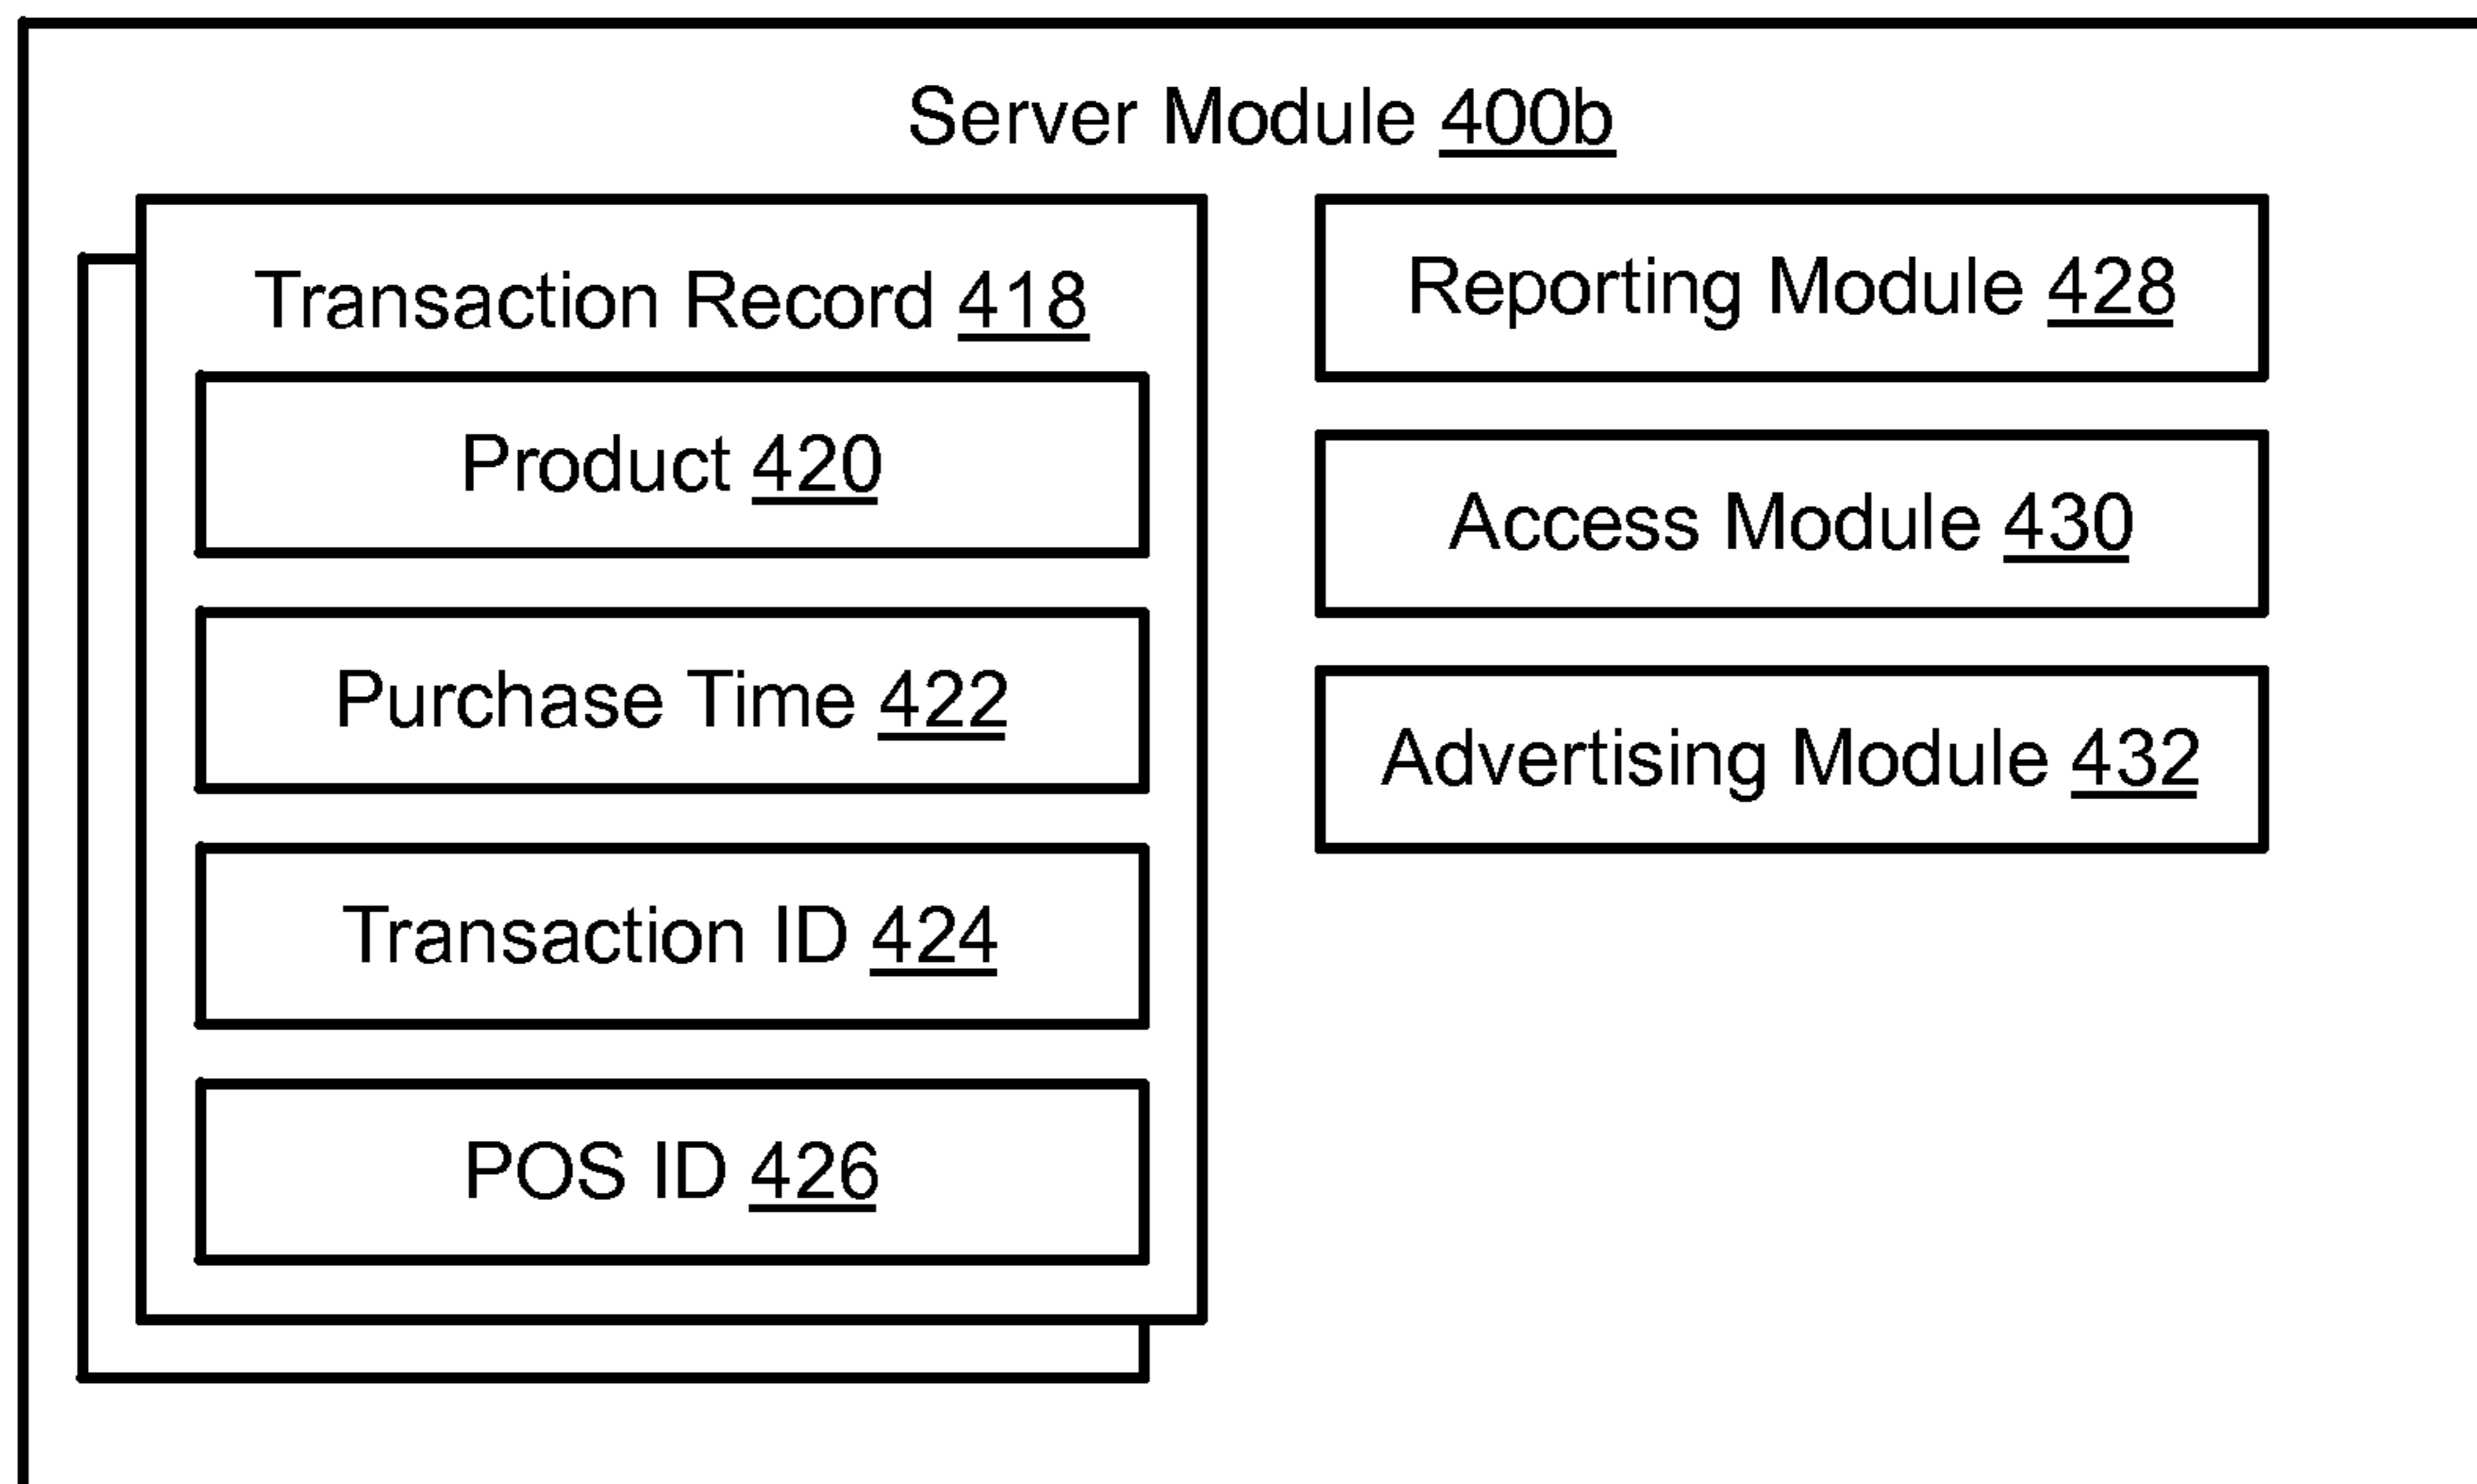 Server Module 400b
Transaction Record 418
Product 420
Purchase Time 422
Transaction ID 424
POS ID 426
Reporting Module 428
Access Module 430
Advertising Module 432